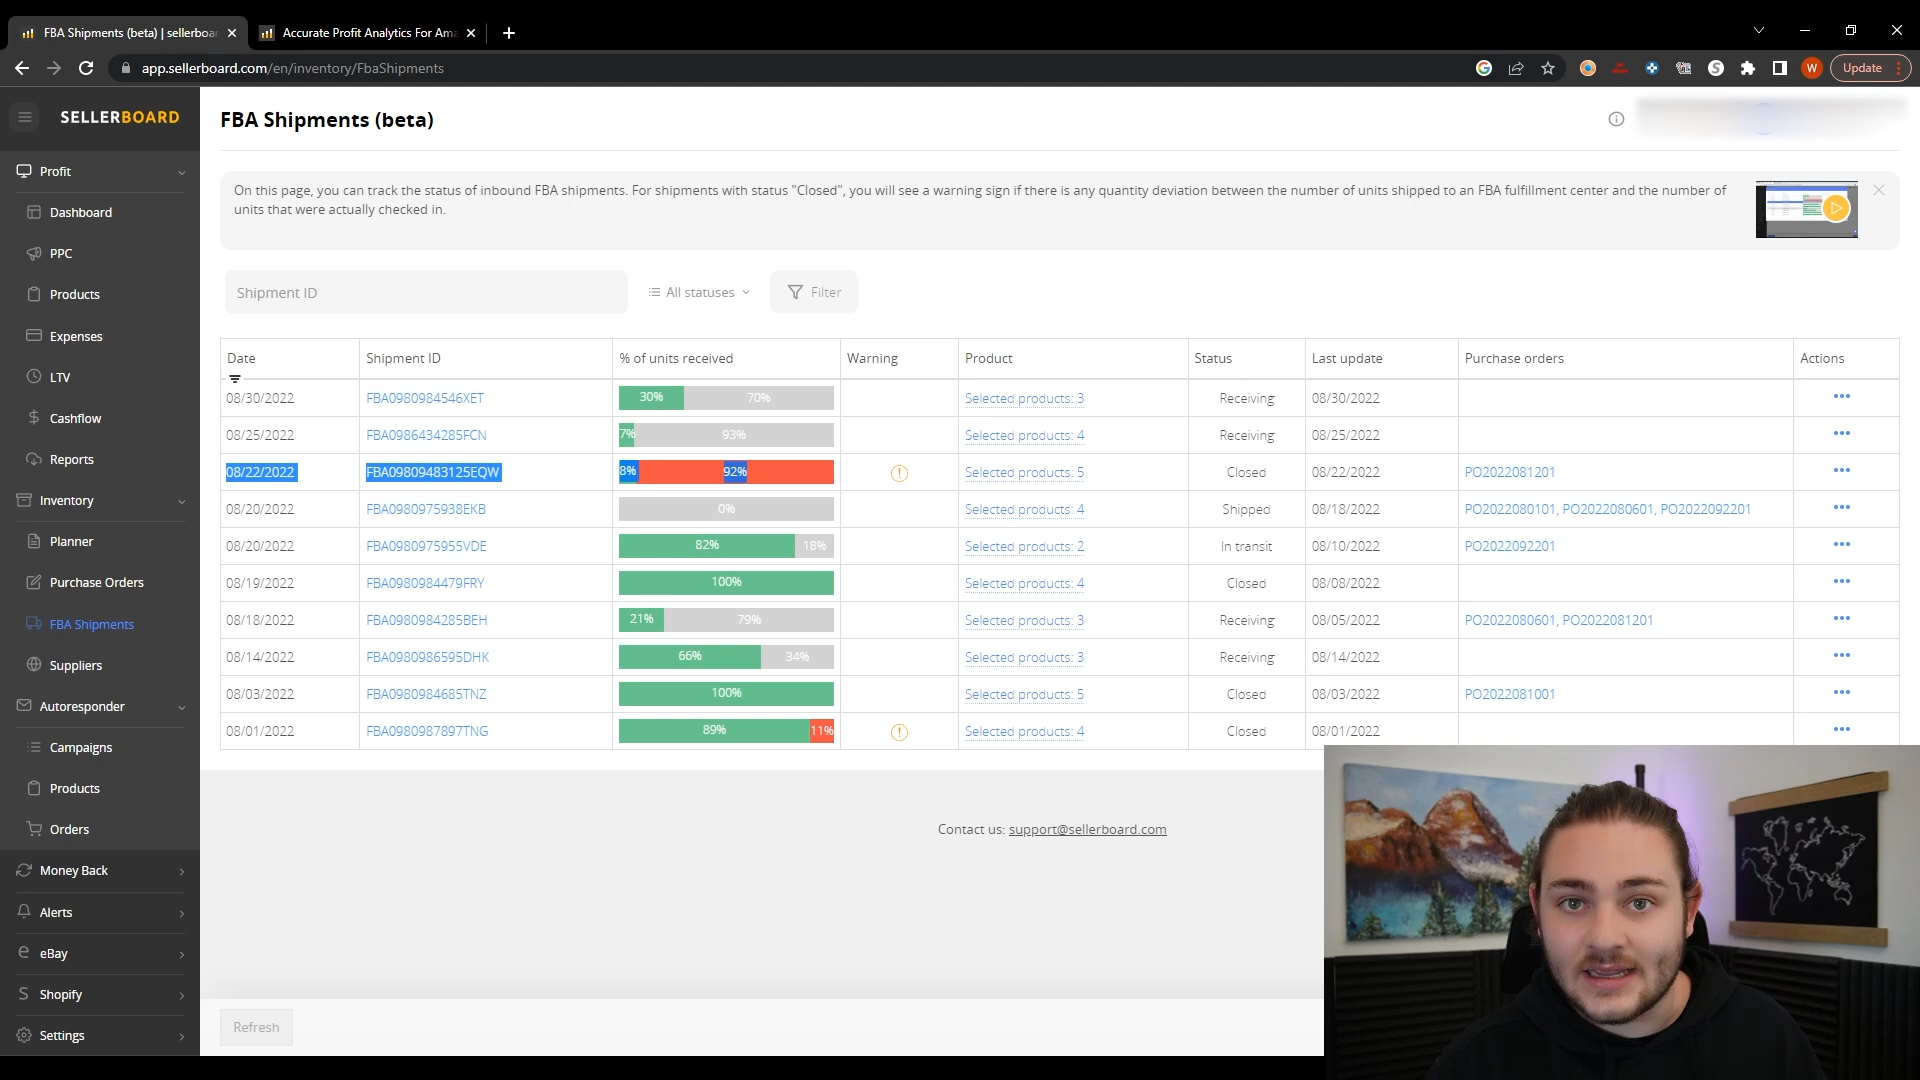 FBA Shipments (beta) | sellerboar
Accurate Profit Analytics For Ama
app.sellerboard.com/en/inventory/FbaShipments
W
Update
SELLERBOARD
FBA Shipments (beta)
Profit
Dashboard
PPC
Products
Expenses
LTV
Cashflow
Reports
Inventory
Planner
Purchase Orders
FBA Shipments
Suppliers
Autoresponder
Campaigns
Products
Orders
Money Back
Alerts
eBay
Shopify
Settings
On this page, you can track the status of inbound FBA shipments. For shipments with status "Closed", you will see a warning sign if there is any quantity deviation between the number of units shipped to an FBA fulfillment center and the number of
units that were actually checked in.
Shipment ID
All statuses
Filter
Date Shipment ID % of units received Warning Product Status Last update Purchase orders Actions
08/30/2022 FBA0980984546XET 30% 70% Selected products: 3 Receiving 08/30/2022
08/25/2022 FBA0986434285FCN 7% 93% Selected products: 4 Receiving 08/25/2022
08/22/2022 FBA09809483125EQW 8% 92% Selected products: 5 Closed 08/22/2022 PO2022081201
08/20/2022 FBA0980975938EKB 0% Selected products: 4 Shipped 08/18/2022 PO2022080101, PO2022080601, PO2022092201
08/20/2022 FBA0980975955VDE 82% 18% Selected products: 2 In transit 08/10/2022 PO2022092201
08/19/2022 FBA0980984479FRY 100% Selected products: 4 Closed 08/08/2022
08/18/2022 FBA0980984285BEH 21% 79% Selected products: 3 Receiving 08/05/2022 PO2022080601, PO2022081201
08/14/2022 FBA0980986595DHK 66% 34% Selected products: 3 Receiving 08/14/2022
08/03/2022 FBA0980984685TNZ 100% Selected products: 5 Closed 08/03/2022 PO2022081001
08/01/2022 FBA0980987897TNG 89% 11% Selected products: 4 Closed 08/01/2022
Contact us: support@sellerboard.com
Refresh